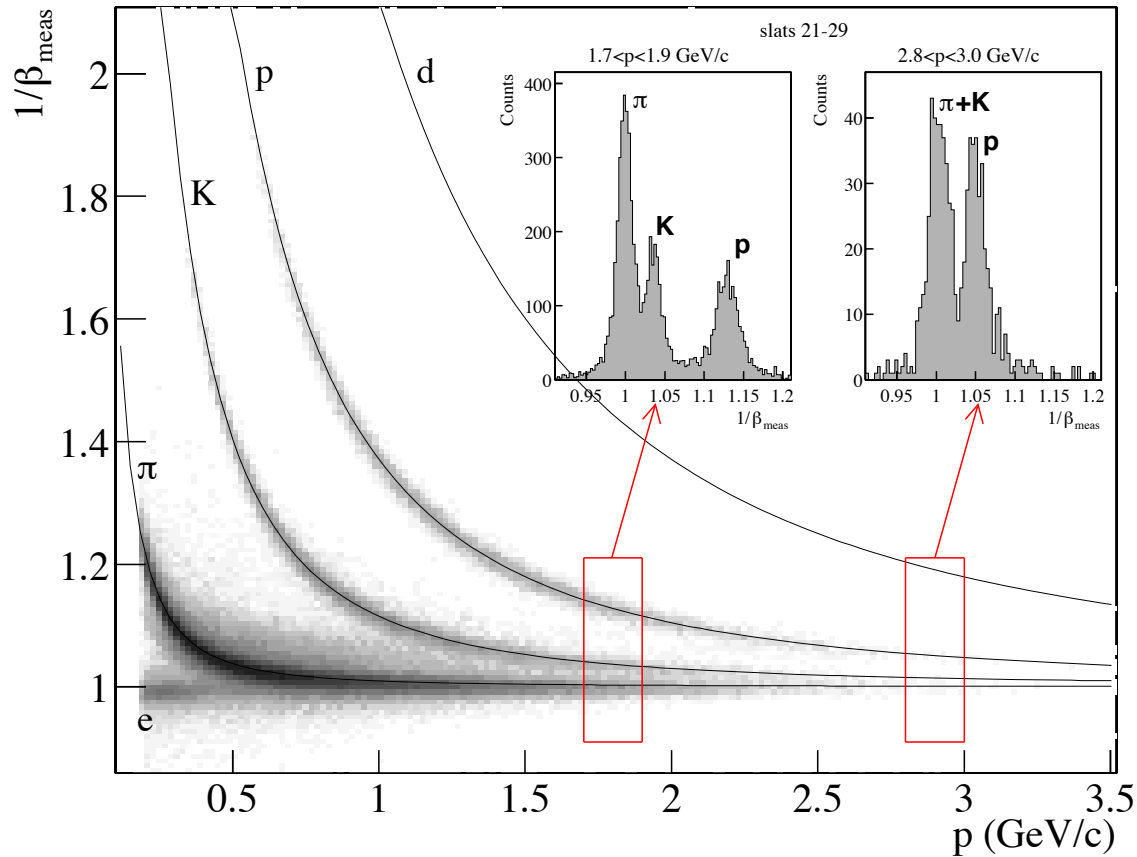 slats 21-29
1.7<p<1.9 GeV/c
2.8<p<3.0 GeV/c
1/β_meas
2
1.8
1.6
1.4
1.2
1
K
p
d
π
e
Counts
400
300
200
100
0
π
K
p
0.95 1 1.05 1.1 1.15 1.2
1/β_meas
Counts
40
30
20
10
0
π+K
p
0.95 1 1.05 1.1 1.15 1.2
1/β_meas
0.5 1 1.5 2 2.5 3 3.5
p (GeV/c)